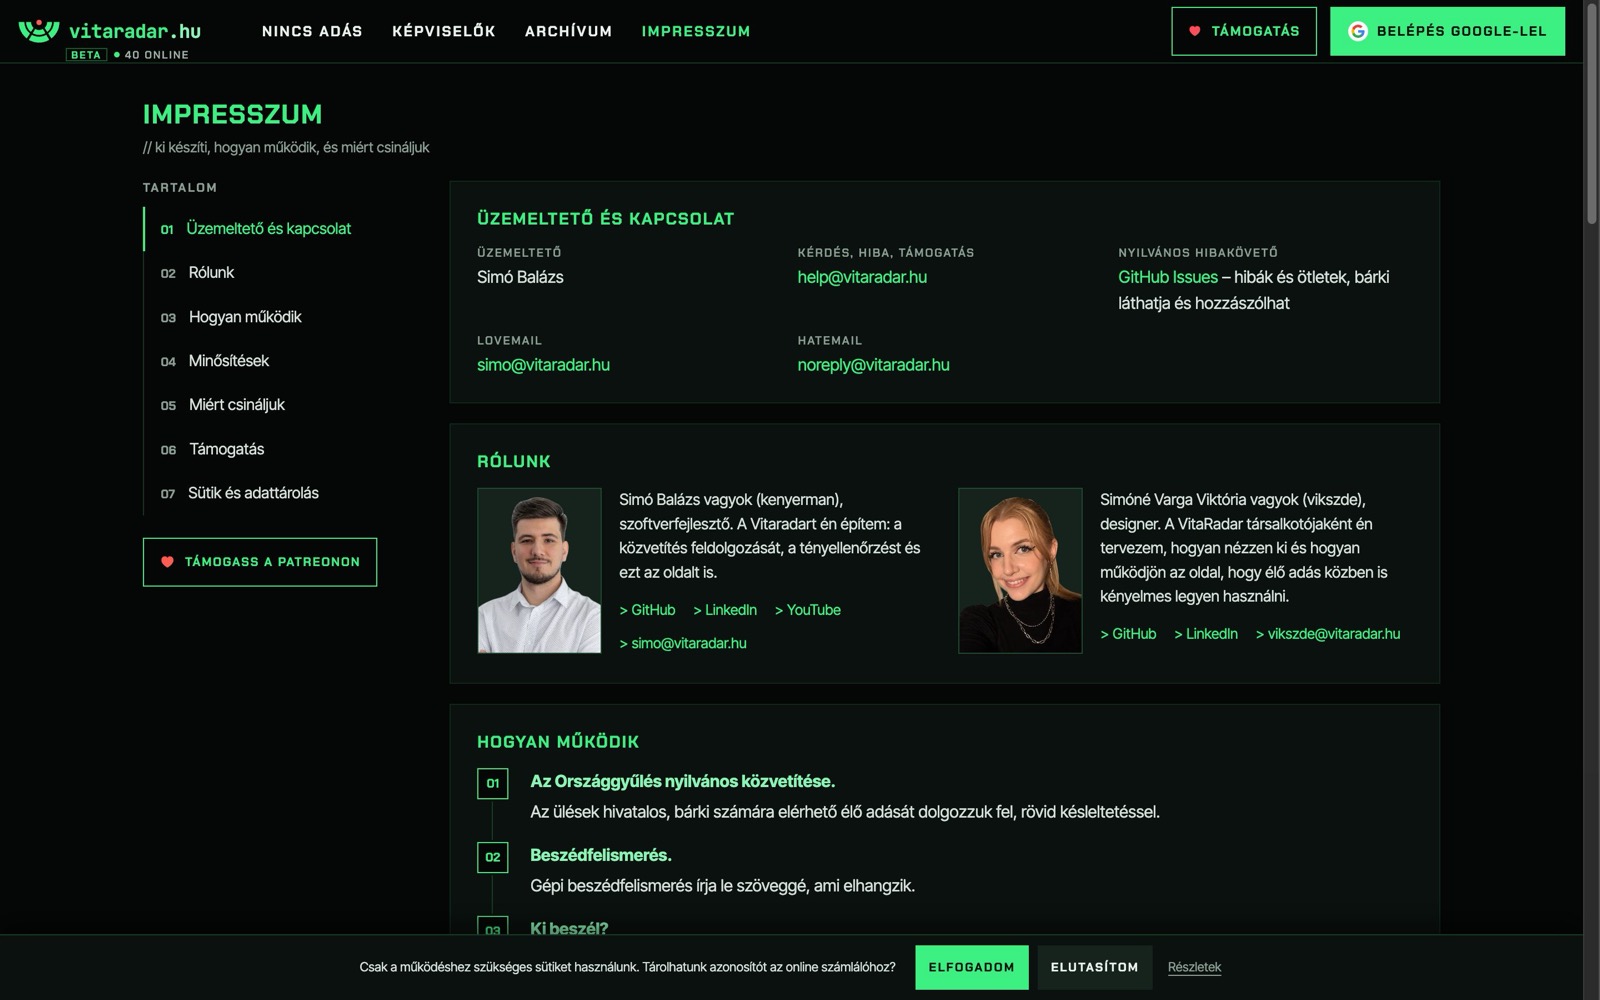 vitaradar.hu
BETA
40 ONLINE
NINCS ADÁS
KÉPVISELŐK
ARCHÍVUM
IMPRESSZUM
TÁMOGATÁS
BELÉPÉS GOOGLE-LEL
IMPRESSZUM
// ki készíti, hogyan működik, és miért csináljuk
TARTALOM
01 Üzemeltető és kapcsolat
02 Rólunk
03 Hogyan működik
04 Minősítések
05 Miért csináljuk
06 Támogatás
07 Sütik és adattárolás
TÁMOGASS A PATREONON
ÜZEMELTETŐ ÉS KAPCSOLAT
ÜZEMELTETŐ
Simó Balázs
KÉRDÉS, HIBA, TÁMOGATÁS
help@vitaradar.hu
NYILVÁNOS HIBAKÖVETŐ
GitHub Issues – hibák és ötletek, bárki
láthatja és hozzászólhat
LOVEMAIL
simo@vitaradar.hu
HATEMAIL
noreply@vitaradar.hu
RÓLUNK
Simó Balázs vagyok (kenyerman),
szoftverfejlesztő. A Vitaradart én építem: a
közvetítés feldolgozását, a tényellenőrzést és
ezt az oldalt is.
> GitHub > LinkedIn > YouTube
> simo@vitaradar.hu
Simóné Varga Viktória vagyok (vikszde),
designer. A VitaRadar társalkotójaként én
tervezem, hogyan nézzen ki és hogyan
működjön az oldal, hogy élő adás közben is
kényelmes legyen használni.
> GitHub > LinkedIn > vikszde@vitaradar.hu
HOGYAN MŰKÖDIK
01 Az Országgyűlés nyilvános közvetítése.
Az ülések hivatalos, bárki számára elérhető élő adását dolgozzuk fel, rövid késleltetéssel.
02 Beszédfelismerés.
Gépi beszédfelismerés írja le szöveggé, ami elhangzik.
03 Ki beszél?
Csak a működéshez szükséges sütiket használunk. Tárolhatunk azonosítót az online számlálóhoz?
ELFOGADOM
ELUTASÍTOM
Részletek